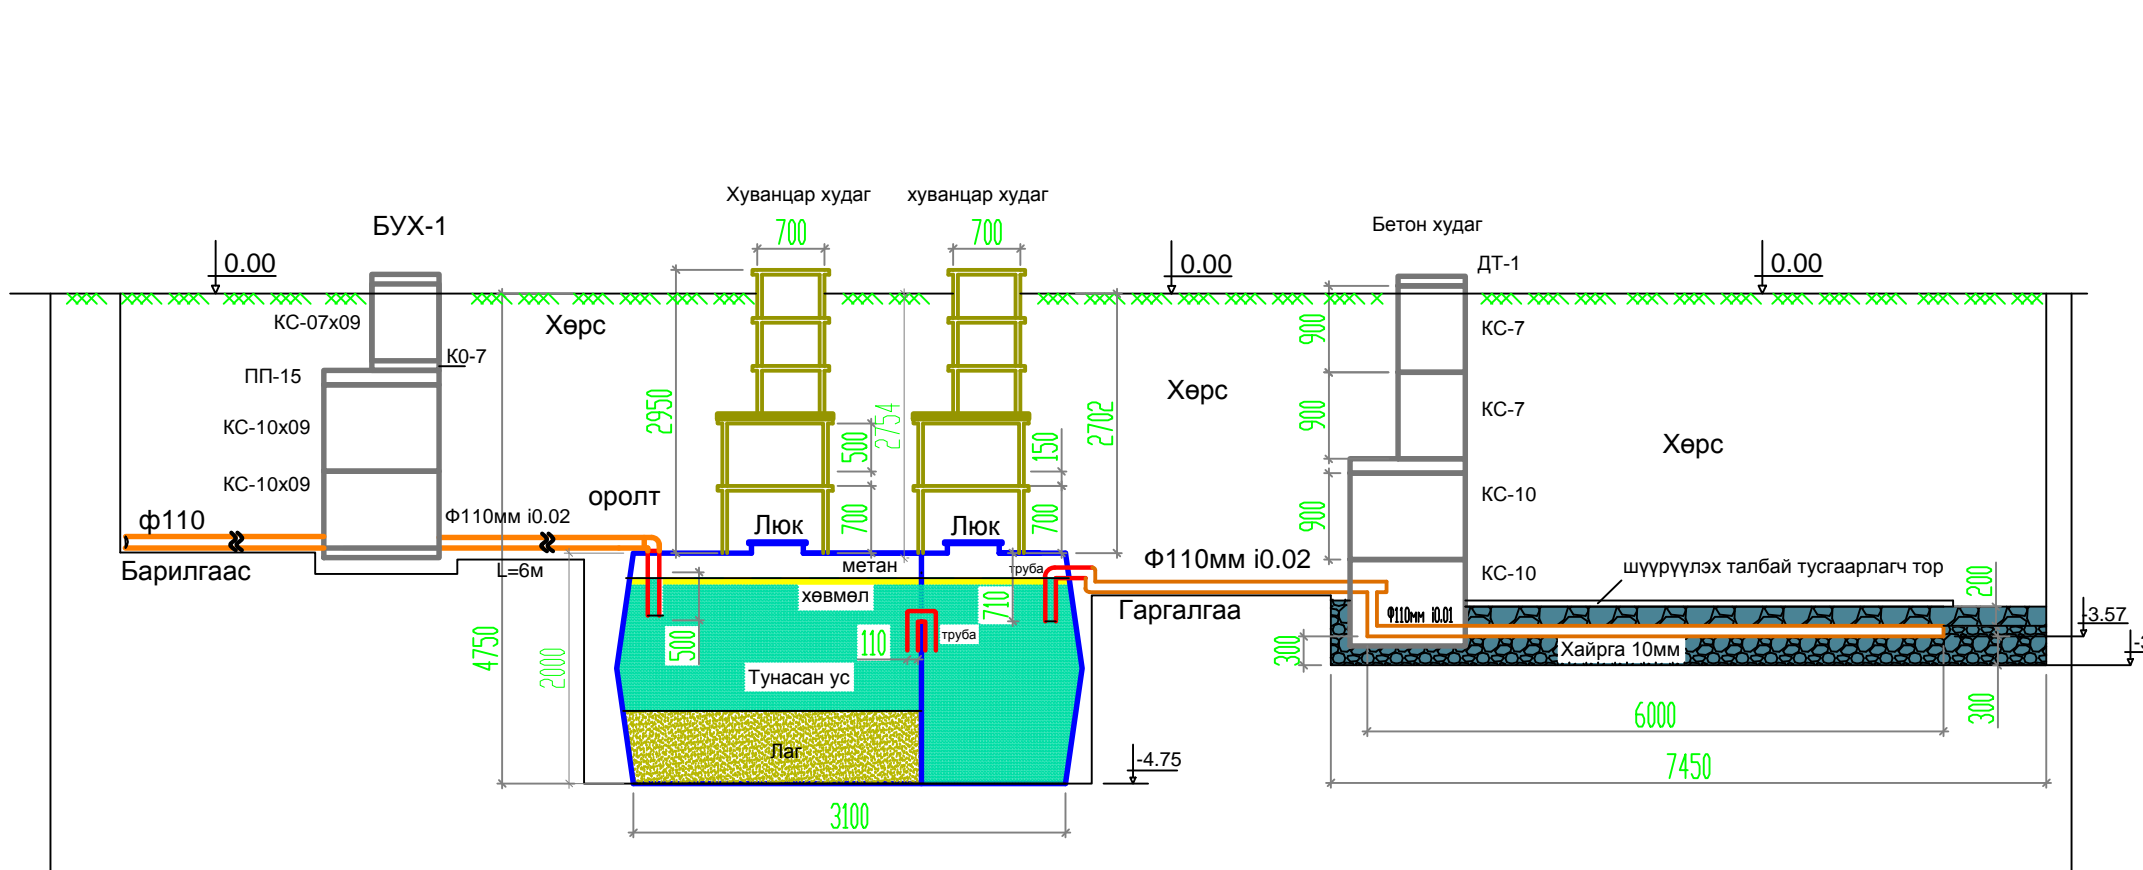 Хуванцар худаг
хуванцар худаг
БУХ-1
700
700
Бетон худаг
0.00
0.00
0.00
ДТ-1
КС-07х09
Хөрс
900
КС-7
К0-7
ПП-15
Хөрс
2950
2754
2702
КС-10х09
500
150
900
КС-7
Хөрс
КС-10х09
оролт
КС-10
ф110
Ф110мм i0.02
Люк
Люк
700
700
900
Барилгаас
L=6м
метан
труба
Ф110мм i0.02
КС-10
шүүрүүлэх талбай тусгаарлагч тор
200
хөвмөл
710
Гаргалгаа
Ф110мм i0.01
-3.57
4750
2000
500
110
труба
300
Хайрга 10мм
Тунасан ус
6000
300
Лаг
-4.75
7450
3100